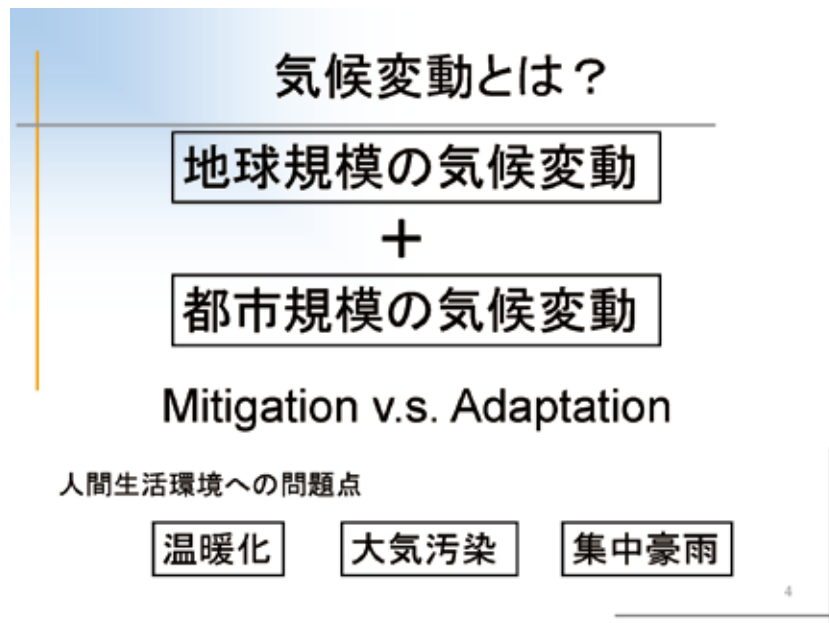 気候変動とは？
地球規模の気候変動
＋
都市規模の気候変動
Mitigation v.s. Adaptation
人間生活環境への問題点
温暖化 大気汚染 集中豪雨
4